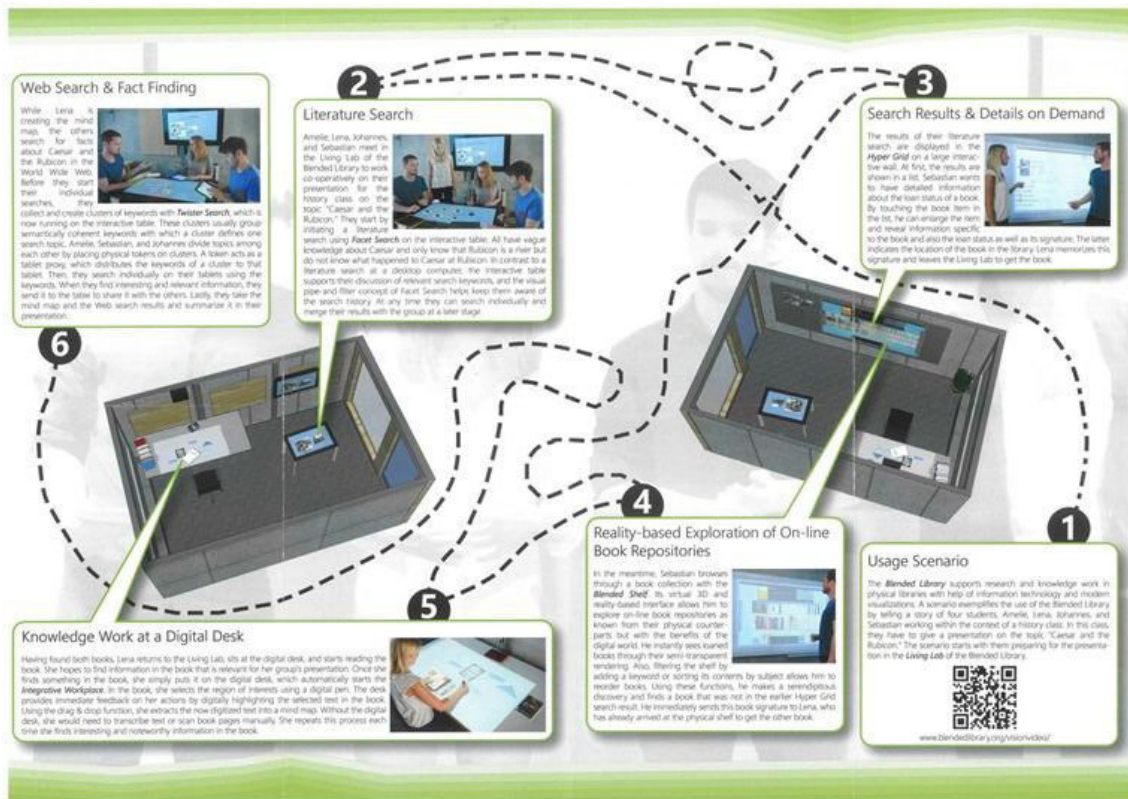 Web Search & Fact Finding
While Lena is
creating the mind
map, the others
search for facts
about Caesar and
the Rubicon in the
World Wide Web.
Before they start
their individual
searches, they
collect and create clusters of keywords with Twister Search, which is
now running on the interactive table. These clusters usually group
semantically coherent keywords with which a cluster defines one
search topic. Amelie, Sebastian, and Johannes divide topics among
each other by placing physical tokens on clusters. A token acts as a
tablet proxy, which distributes the keywords of a cluster to that
tablet. Then, they search individually on their tablets using the
keywords. When they find interesting and relevant information, they
send it to the table to share it with the others. Lastly, they take the
mind map and the Web search results and summarize it in their
presentation.
2
Literature Search
Amelie, Lena, Johannes,
and Sebastian meet in
the Living Lab of the
Blended Library to work
co-operatively on their
presentation for the
history class on the
topic "Caesar and the
Rubicon." They start by
initiating a literature
search using Facet Search on the interactive table. All have vague
knowledge about Caesar and only know that Rubicon is a river but
do not know what happened to Caesar at Rubicon. In contrast to a
literature search at a desktop computer, the interactive table
supports their discussion of relevant search keywords, and the visual
pipe-and-filter concept of Facet Search helps keep them aware of
the search history. At any time they can search individually and
merge their results with the group at a later stage.
3
Search Results & Details on Demand
The results of their literature
search are displayed in the
Hyper Grid on a large interac-
tive wall. At first, the results are
shown in a list. Sebastian wants
to have detailed information
about the loan status of a book.
By touching the book item in
the list, he can enlarge the item
and reveal information specific
to the book and also the loan status as well as its signature. The latter
indicates the location of the book in the library. Lena memorizes this
signature and leaves the Living Lab to get the book.
6
4
Reality-based Exploration of On-line
Book Repositories
In the meantime, Sebastian browses
through a book collection with the
Blended Shelf. Its virtual 3D and
reality-based interface allows him to
explore on-line book repositories as
known from their physical counter-
parts but with the benefits of the
digital world. He instantly sees loaned
books through their semi-transparent
rendering. Also, filtering the shelf by
adding a keyword or sorting its contents by subject allows him to
reorder books. Using these functions, he makes a serendipitous
discovery and finds a book that was not in the earlier Hyper Grid
search result. He immediately sends this book signature to Lena, who
has already arrived at the physical shelf to get the other book.
1
Usage Scenario
The Blended Library supports research and knowledge work in
physical libraries with help of information technology and modern
visualizations. A scenario exemplifies the use of the Blended Library
by telling a story of four students, Amelie, Lena, Johannes, and
Sebastian working within the context of a history class. In this class,
they have to give a presentation on the topic "Caesar and the
Rubicon." The scenario starts with them preparing for the presenta-
tion in the Living Lab of the Blended Library.
www.blendedlibrary.org/visionvideo/
5
Knowledge Work at a Digital Desk
Having found both books, Lena returns to the Living Lab, sits at the digital desk, and starts reading the
book. She hopes to find information in the book that is relevant for her group's presentation. Once she
finds something in the book, she simply puts it on the digital desk, which automatically starts the
Integrative Workplace. In the book, she selects the region of interests using a digital pen. The desk
provides immediate feedback on her actions by digitally highlighting the selected text in the book.
Using the drag & drop function, she extracts the now digitized text into a mind map. Without the digital
desk, she would need to transcribe text or scan book pages manually. She repeats this process each
time she finds interesting and noteworthy information in the book.